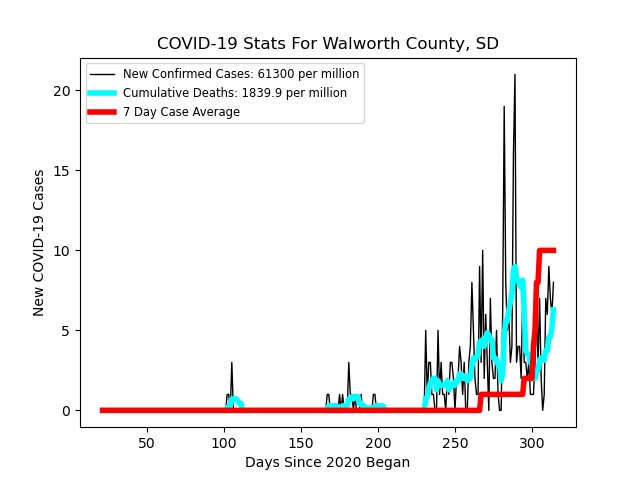 COVID-19 Stats For Walworth County, SD
New Confirmed Cases: 61300 per million
Cumulative Deaths: 1839.9 per million
7 Day Case Average
New COVID-19 Cases
20
15
10
5
0
50 100 150 200 250 300
Days Since 2020 Began